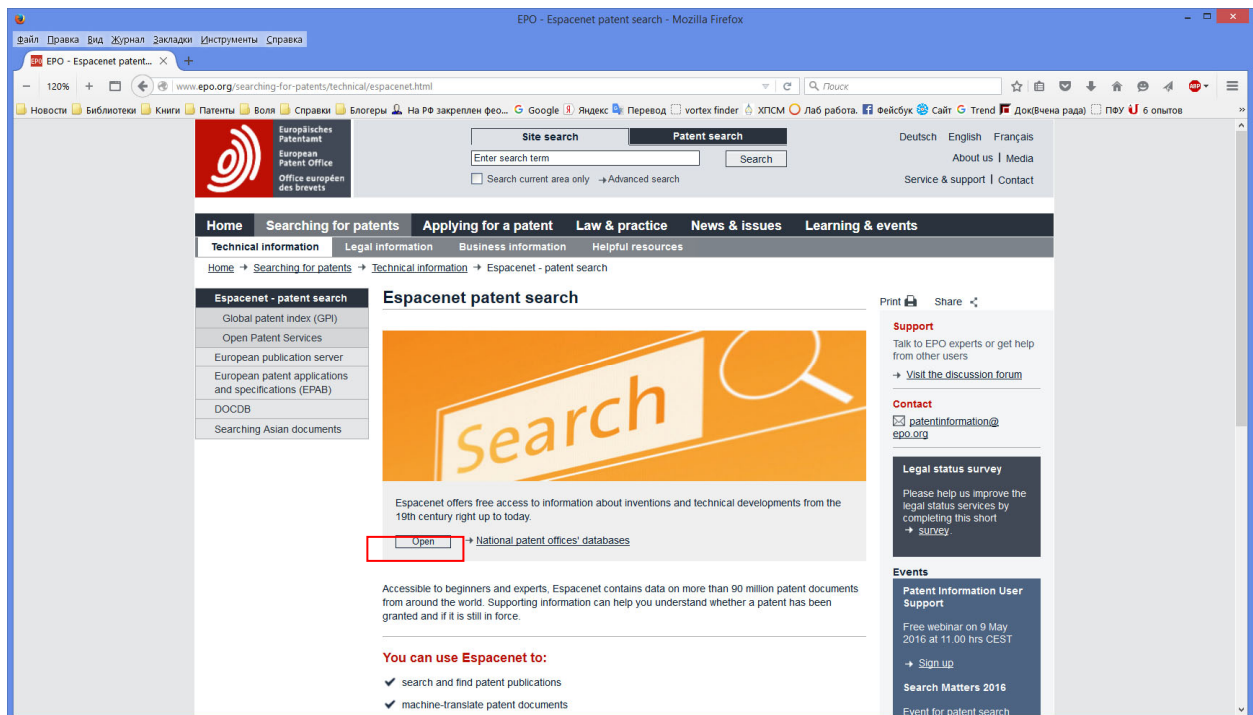 EPO - Espacenet patent search - Mozilla Firefox
Файл Правка Вид Журнал Закладки Инструменты Справка
EPO EPO - Espacenet patent... × +
− 120% + www.epo.org/searching-for-patents/technical/espacenet.html Поиск ABP
Новости Библиотеки Книги Патенты Воля Справки Блогеры На РФ закреплен фео... Google Яндекс Перевод vortex finder ХПСМ Лаб работа. Фейсбук Сайт Trend Док(Вчена рада) ПФУ 6 опытов »
Europäisches
Patentamt
European
Patent Office
Office européen
des brevets
Site search Patent search
Enter search term Search
Search current area only → Advanced search
Deutsch English Français
About us | Media
Service & support | Contact
Home Searching for patents Applying for a patent Law & practice News & issues Learning & events
Technical information Legal information Business information Helpful resources
Home → Searching for patents → Technical information → Espacenet - patent search
Espacenet - patent search
Global patent index (GPI)
Open Patent Services
European publication server
European patent applications
and specifications (EPAB)
DOCDB
Searching Asian documents
Espacenet patent search
Search
Espacenet offers free access to information about inventions and technical developments from the
19th century right up to today.
Open → National patent offices' databases
Accessible to beginners and experts, Espacenet contains data on more than 90 million patent documents
from around the world. Supporting information can help you understand whether a patent has been
granted and if it is still in force.
You can use Espacenet to:
✔ search and find patent publications
✔ machine-translate patent documents
Print Share
Support
Talk to EPO experts or get help
from other users
→ Visit the discussion forum
Contact
patentinformation@
epo.org
Legal status survey
Please help us improve the
legal status services by
completing this short
→ survey.
Events
Patent Information User
Support
Free webinar on 9 May
2016 at 11.00 hrs CEST
→ Sign up
Search Matters 2016
Event for patent search